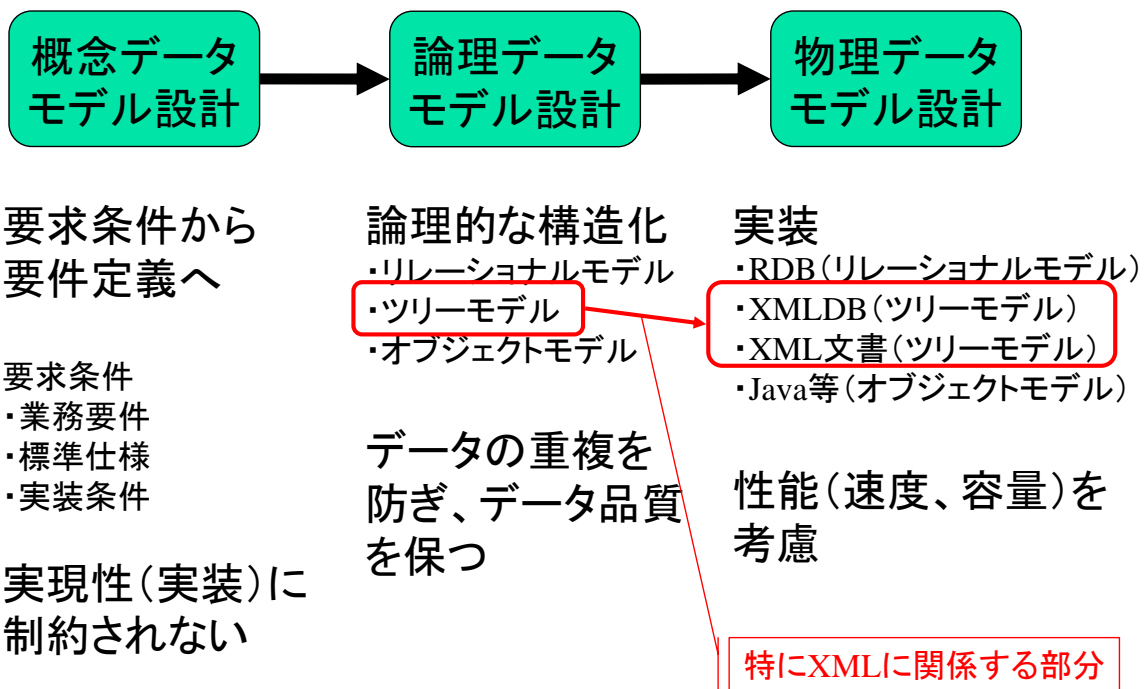 概念データ
モデル設計
論理データ
モデル設計
物理データ
モデル設計
要求条件から
要件定義へ
要求条件
・業務要件
・標準仕様
・実装条件
実現性(実装)に
制約されない
論理的な構造化
・リレーショナルモデル
・ツリーモデル
・オブジェクトモデル
データの重複を
防ぎ、データ品質
を保つ
実装
・RDB(リレーショナルモデル)
・XMLDB(ツリーモデル)
・XML文書(ツリーモデル)
・Java等(オブジェクトモデル)
性能(速度、容量)を
考慮
特にXMLに関係する部分